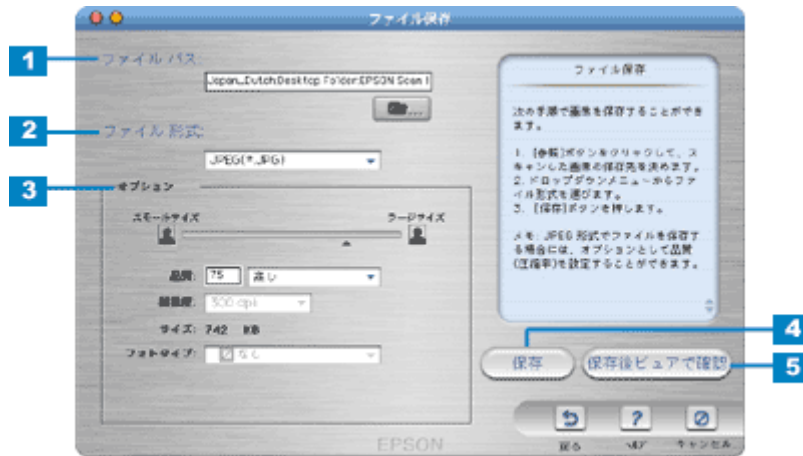 ファイル保存
1
ファイル パス:
Japan_Dutch:Desktop Folder:EPSON Scan I
...
2
ファイル 形式:
JPEG(*.JPG)
3
オプション
スモールサイズ
ラージサイズ
品質: 75 高し
解像度: 300 dpi
サイズ: 742 KB
フォトタイプ: なし
ファイル保存
次の手順で画像を保存することができ
ます。
1. [参照]ボタンをクリックして、ス
キャンした画像の保存先を決めます。
2. ドロップダウンメニューからファ
イル形式を選びます。
3. [保存]ボタンを押します。
メモ: JPEG 形式でファイルを保存す
る場合には、オプションとして品質
(圧縮率)を設定することができます。
4
保存
保存後ビュアで確認
5
戻る
ヘルプ
キャンセル
EPSON